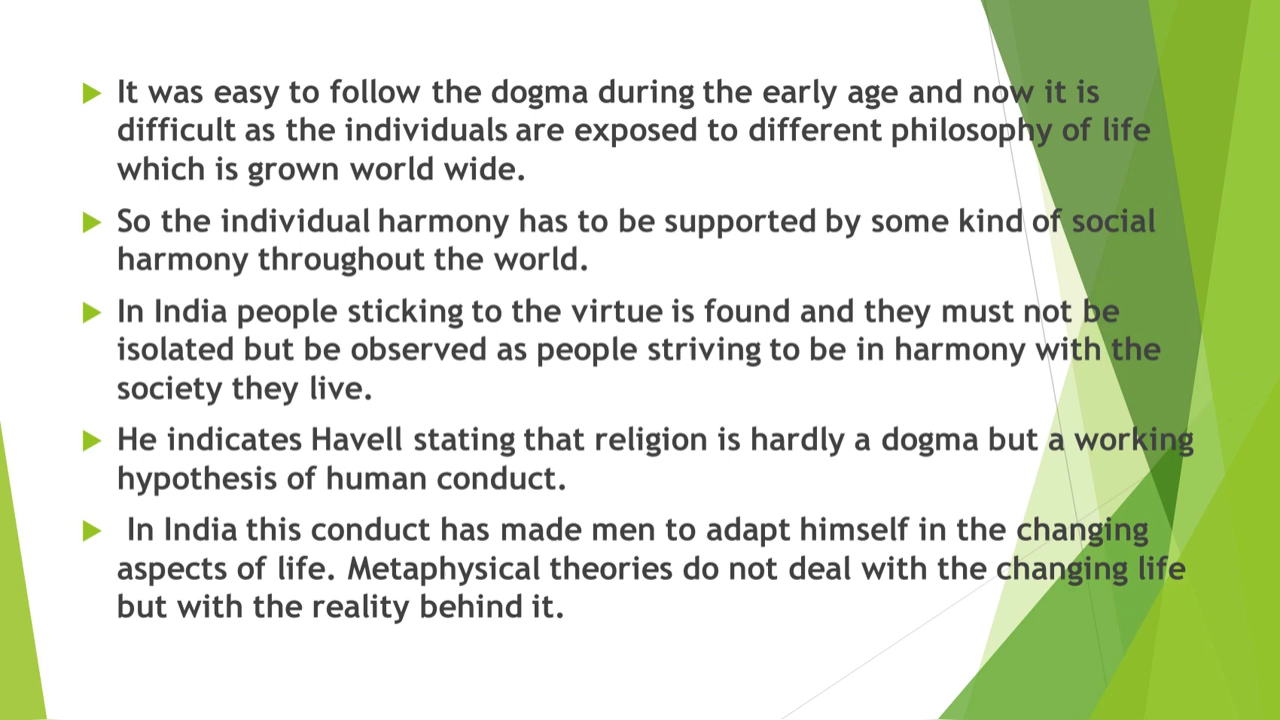 It was easy to follow the dogma during the early age and now it is
difficult as the individuals are exposed to different philosophy of life
which is grown world wide.
So the individual harmony has to be supported by some kind of social
harmony throughout the world.
In India people sticking to the virtue is found and they must not be
isolated but be observed as people striving to be in harmony with the
society they live.
He indicates Havell stating that religion is hardly a dogma but a working
hypothesis of human conduct.
In India this conduct has made men to adapt himself in the changing
aspects of life. Metaphysical theories do not deal with the changing life
but with the reality behind it.